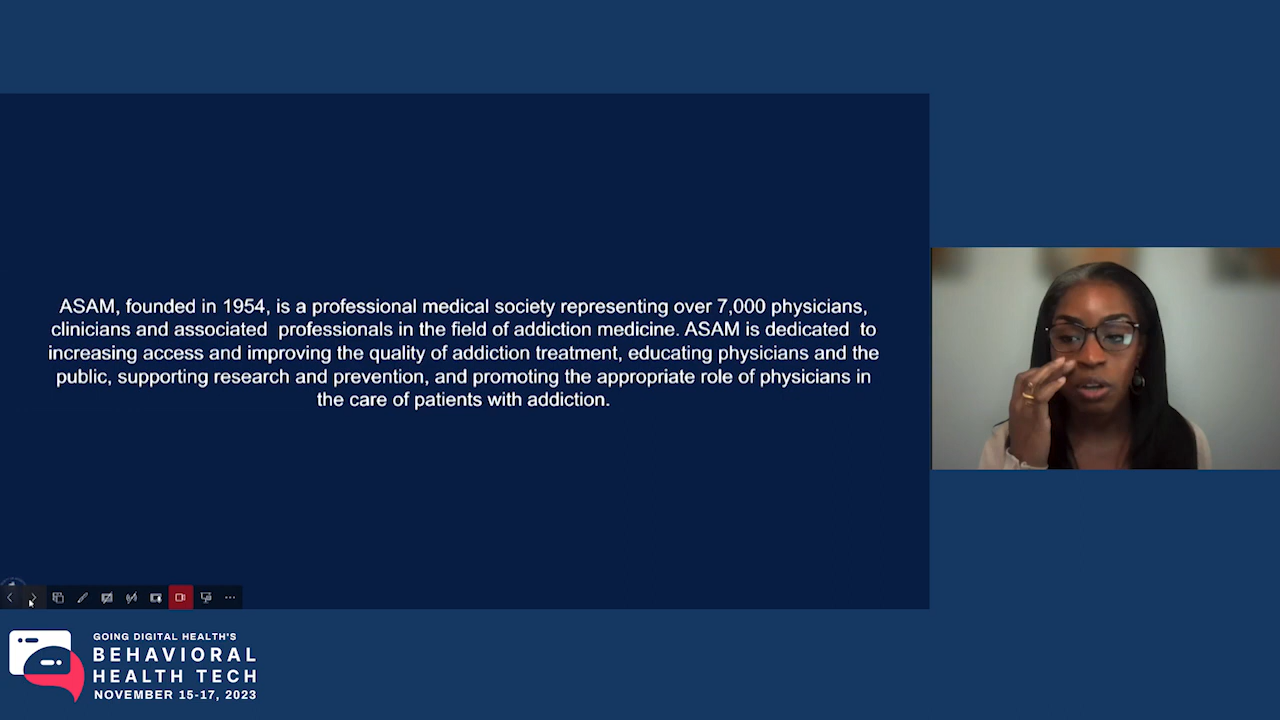 ASAM, founded in 1954, is a professional medical society representing over 7,000 physicians,
clinicians and associated professionals in the field of addiction medicine. ASAM is dedicated to
increasing access and improving the quality of addiction treatment, educating physicians and the
public, supporting research and prevention, and promoting the appropriate role of physicians in
the care of patients with addiction.
GOING DIGITAL HEALTH'S
BEHAVIORAL
HEALTH TECH
NOVEMBER 15-17, 2023